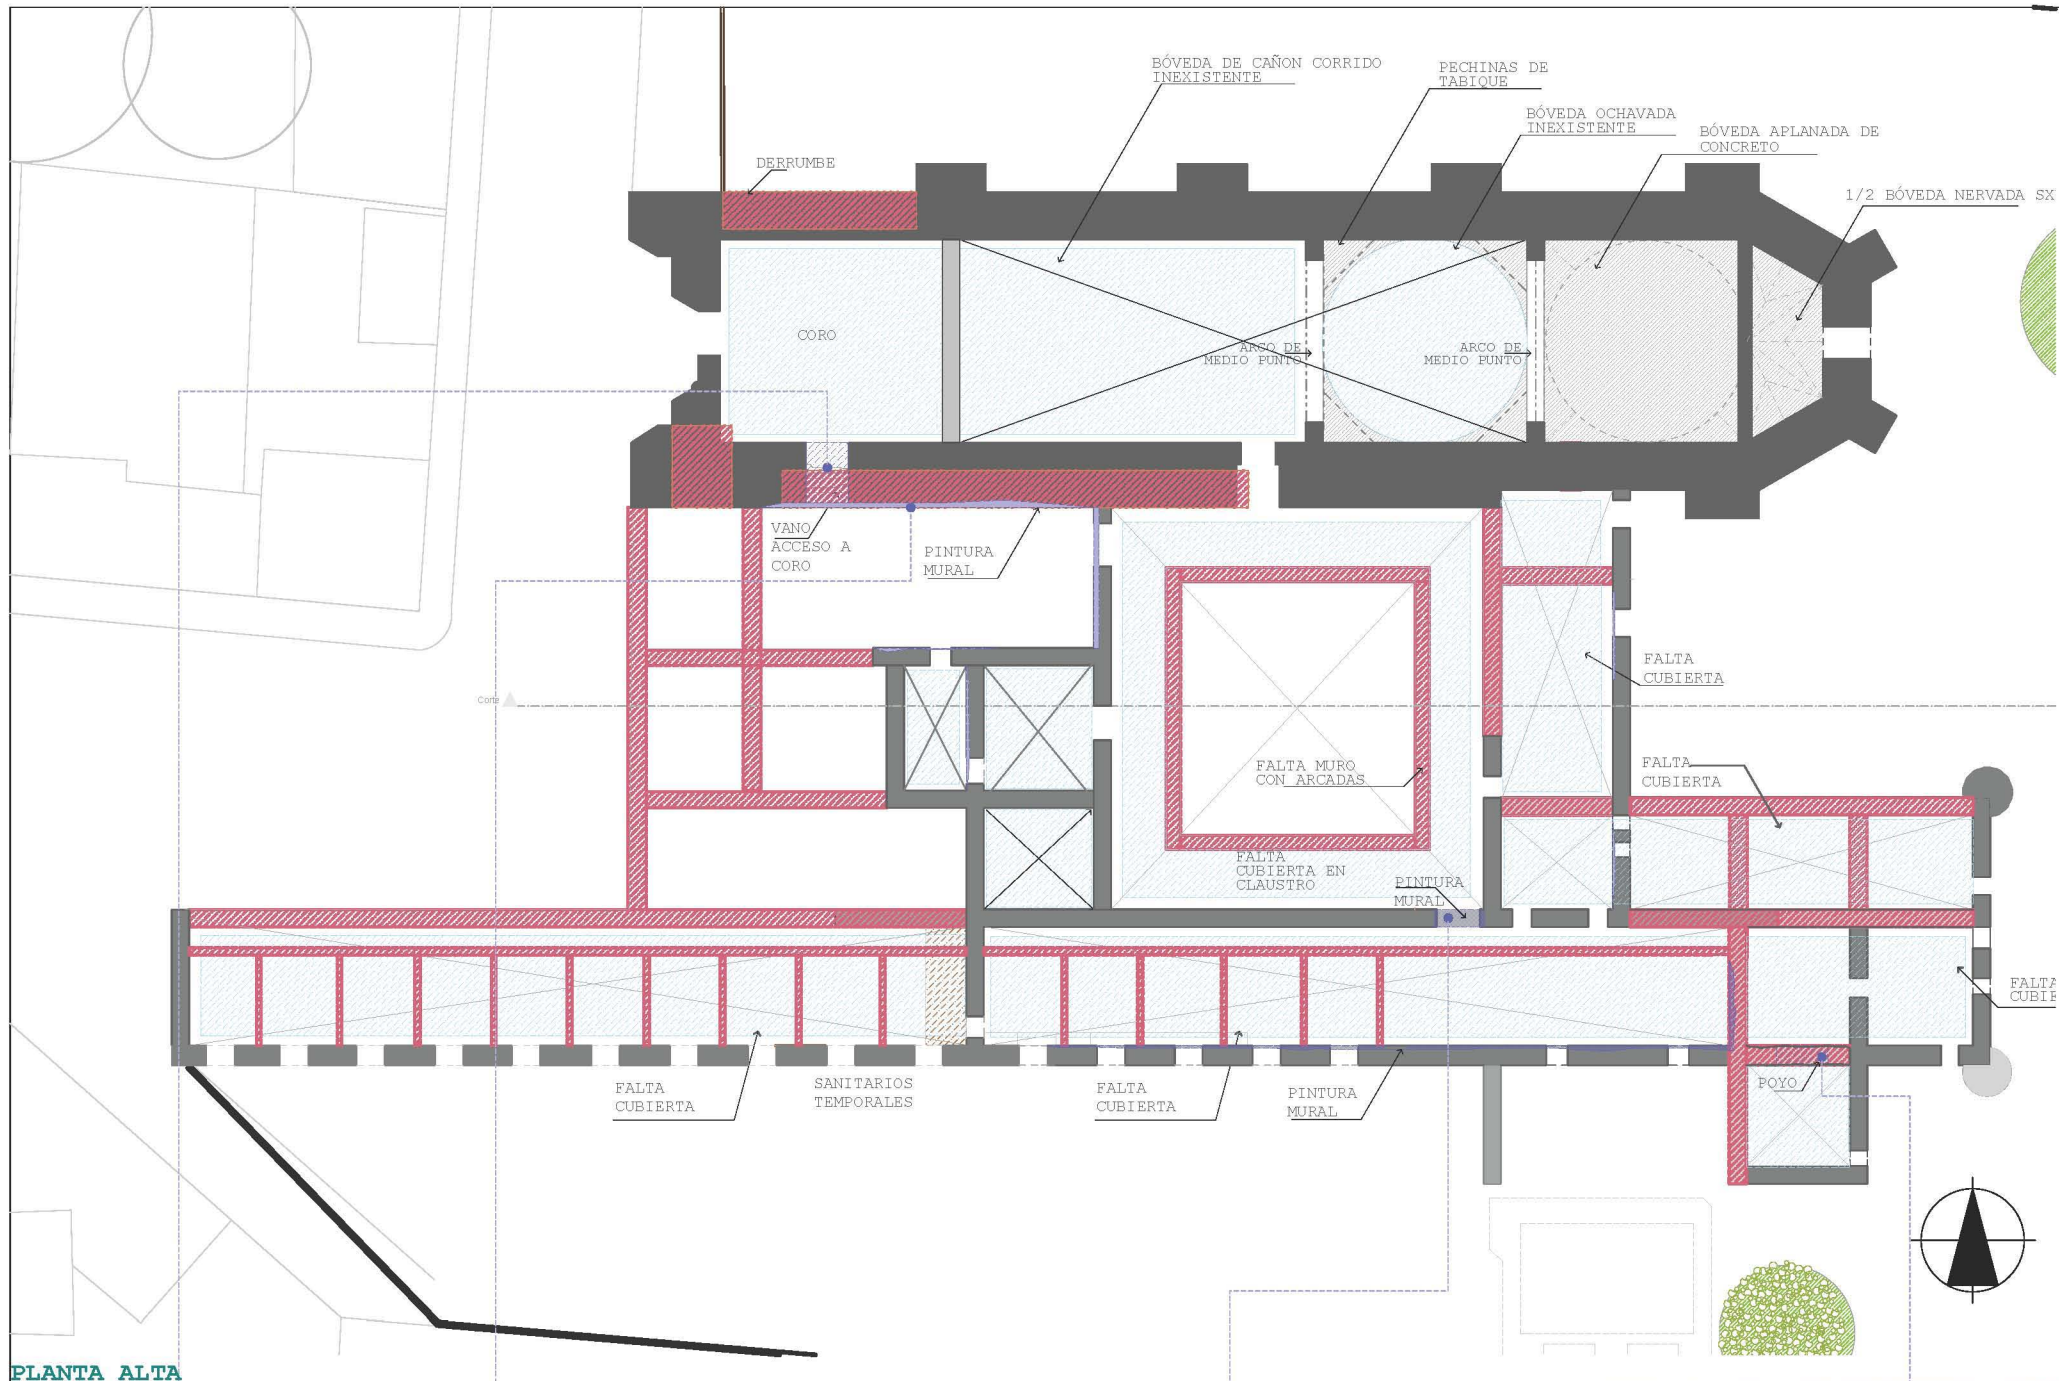 BÓVEDA DE CAÑON CORRIDO
INEXISTENTE
PECHINAS DE
TABIQUE
BÓVEDA OCHAVADA
INEXISTENTE
BÓVEDA APLANADA DE
CONCRETO
DERRUMBE
1/2 BÓVEDA NERVADA SX
CORO
ARCO DE
MEDIO PUNTO
ARCO DE
MEDIO PUNTO
VANO
ACCESO A
CORO
PINTURA
MURAL
FALTA
CUBIERTA
Corte
FALTA MURO
CON ARCADAS
FALTA
CUBIERTA
FALTA
CUBIERTA EN
CLAUSTRO
PINTURA
MURAL
FALTA
CUBIE
FALTA
CUBIERTA
SANITARIOS
TEMPORALES
FALTA
CUBIERTA
PINTURA
MURAL
POYO
PLANTA ALTA